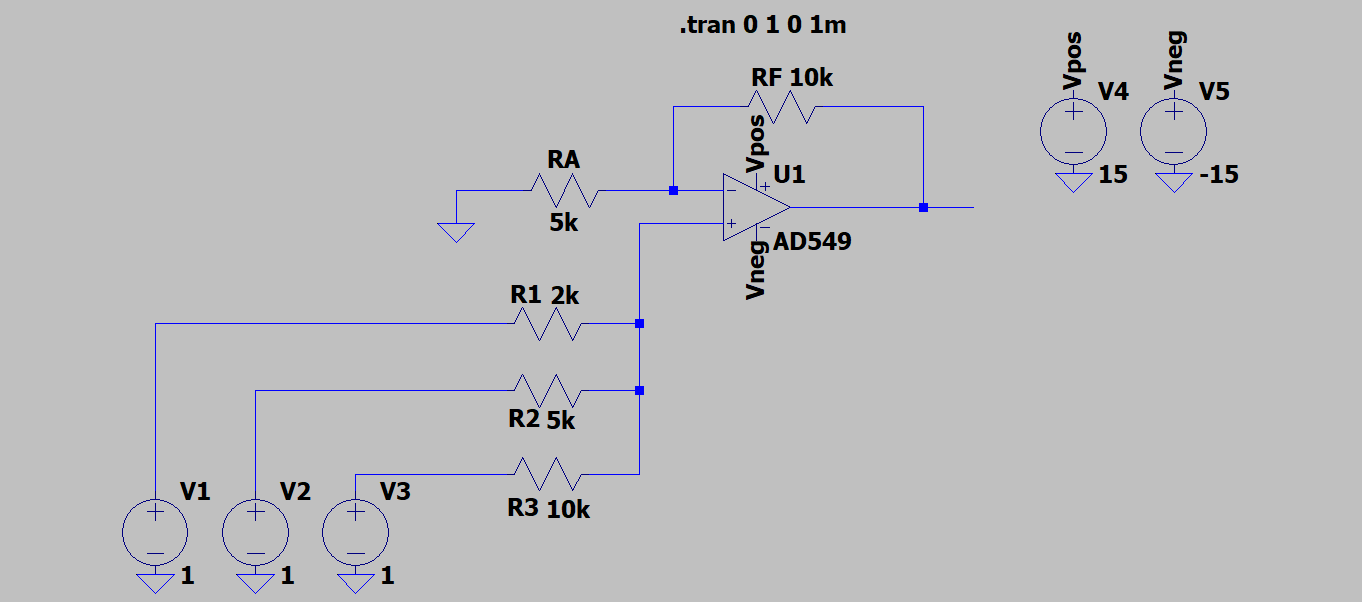 .tran 0 1 0 1m
RF 10k
Vpos
Vneg
V4
V5
15
-15
RA
5k
Vpos
U1
AD549
Vneg
R1 2k
R2 5k
R3 10k
V1
V2
V3
1
1
1